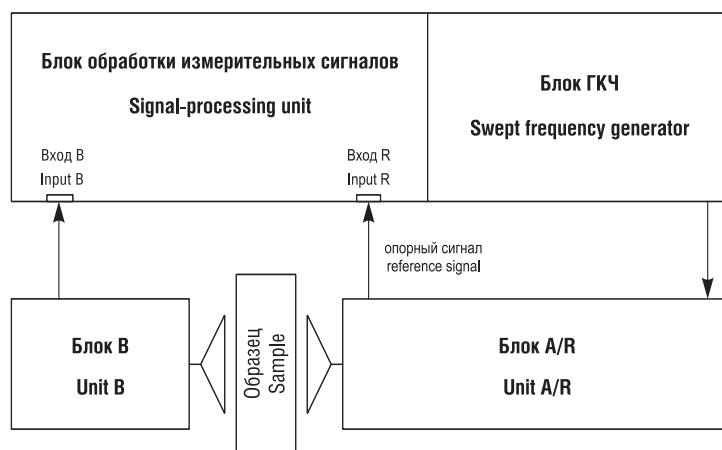 Блок обработки измерительных сигналов
Signal-processing unit
Блок ГКЧ
Swept frequency generator
Вход B
Input B
Вход R
Input R
опорный сигнал
reference signal
Блок B
Unit B
Образец
Sample
Блок A/R
Unit A/R